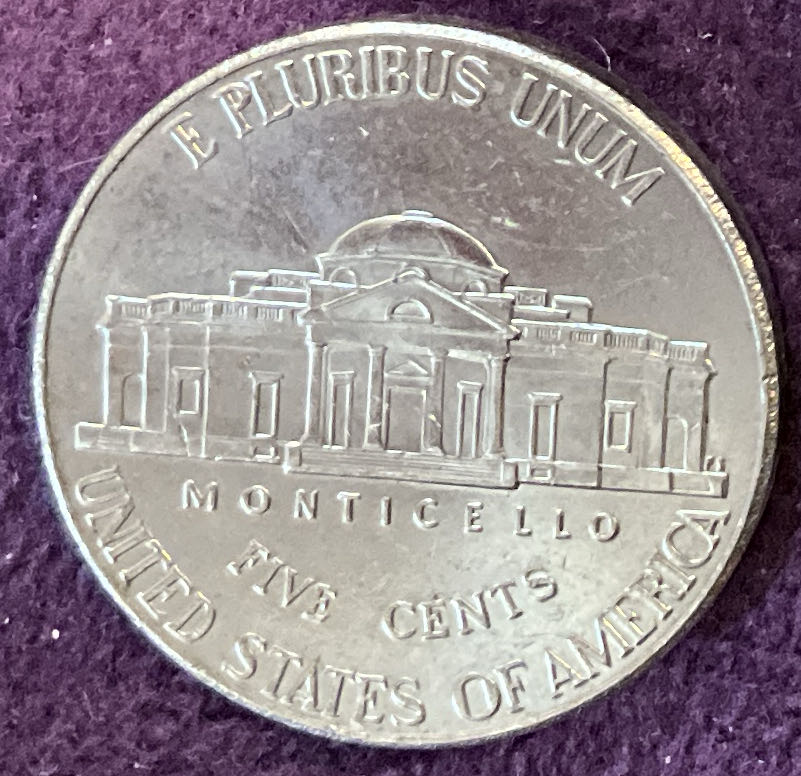 E PLURIBUS UNUM
MONTICELLO
FIVE CENTS
UNITED STATES OF AMERICA